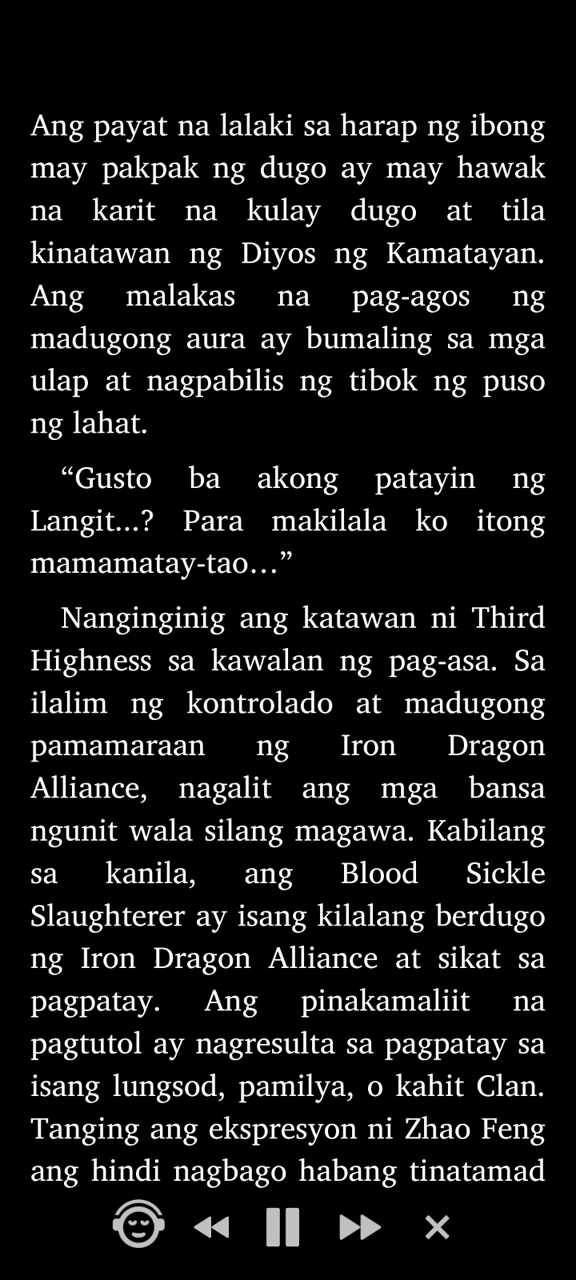 Ang payat na lalaki sa harap ng ibong
may pakpak ng dugo ay may hawak
na karit na kulay dugo at tila
kinatawan ng Diyos ng Kamatayan.
Ang malakas na pag-agos ng
madugong aura ay bumaling sa mga
ulap at nagpabilis ng tibok ng puso
ng lahat.
“Gusto ba akong patayin ng
Langit...? Para makilala ko itong
mamamatay-tao…”
Nanginginig ang katawan ni Third
Highness sa kawalan ng pag-asa. Sa
ilalim ng kontrolado at madugong
pamamaraan ng Iron Dragon
Alliance, nagalit ang mga bansa
ngunit wala silang magawa. Kabilang
sa kanila, ang Blood Sickle
Slaughterer ay isang kilalang berdugo
ng Iron Dragon Alliance at sikat sa
pagpatay. Ang pinakamaliit na
pagtutol ay nagresulta sa pagpatay sa
isang lungsod, pamilya, o kahit Clan.
Tanging ang ekspresyon ni Zhao Feng
ang hindi nagbago habang tinatamad